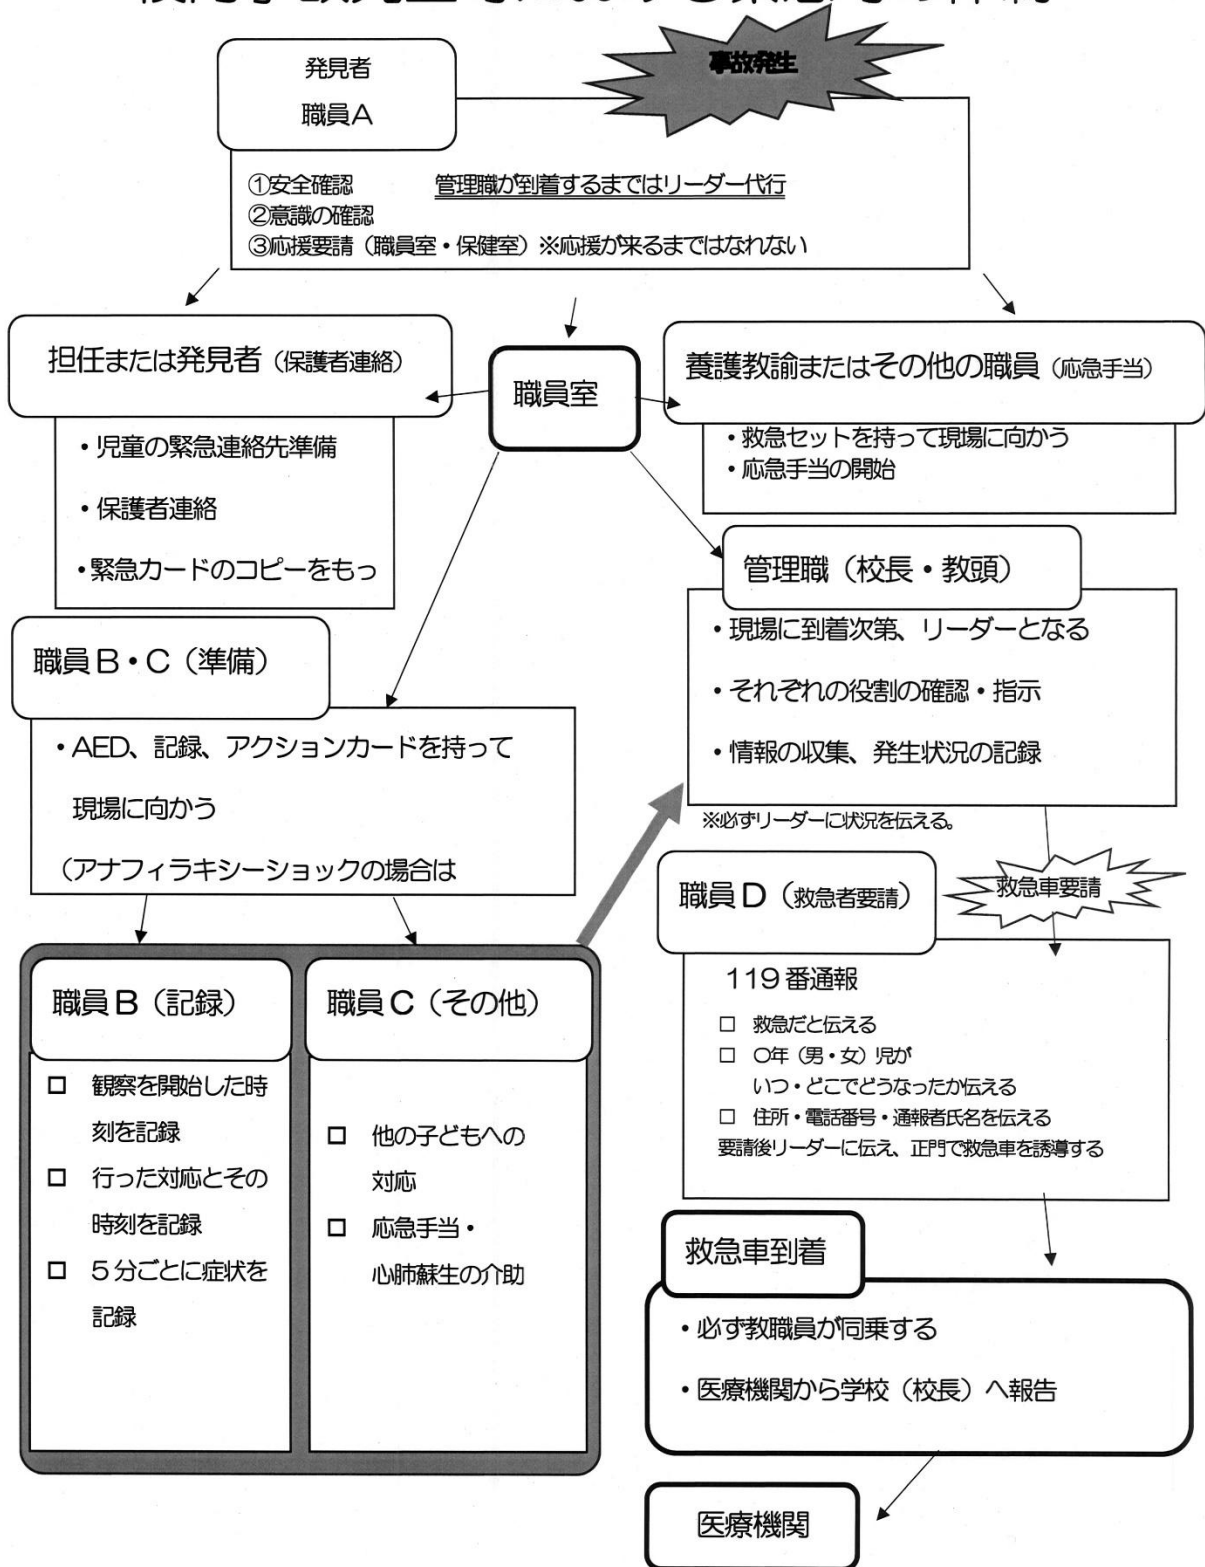 事故発生
発見者
職員A
①安全確認　管理職が到着するまではリーダー代行
②意識の確認
③応援要請（職員室・保健室）※応援が来るまではなれない
担任または発見者（保護者連絡）
・児童の緊急連絡先準備
・保護者連絡
・緊急カードのコピーをもっ
職員室
養護教諭またはその他の職員（応急手当）
・救急セットを持って現場に向かう
・応急手当の開始
管理職（校長・教頭）
・現場に到着次第、リーダーとなる
・それぞれの役割の確認・指示
・情報の収集、発生状況の記録
※必ずリーダーに状況を伝える。
職員B・C（準備）
・AED、記録、アクションカードを持って
現場に向かう
（アナフィラキシーショックの場合は
職員B（記録）
□ 観察を開始した時
刻を記録
□ 行った対応とその
時刻を記録
□ 5分ごとに症状を
記録
職員C（その他）
□ 他の子どもへの
対応
□ 応急手当・
心肺蘇生の介助
職員D（救急者要請）
救急車要請
119番通報
□ 救急だと伝える
□ ○年（男・女）児が
いつ・どこでどうなったか伝える
□ 住所・電話番号・通報者氏名を伝える
要請後リーダーに伝え、正門で救急車を誘導する
救急車到着
・必ず教職員が同乗する
・医療機関から学校（校長）へ報告
医療機関